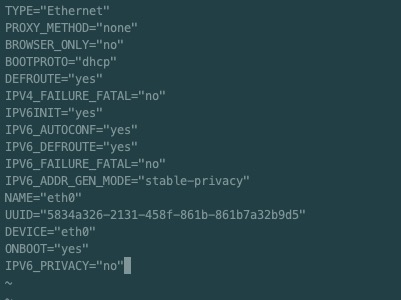 TYPE="Ethernet"
PROXY_METHOD="none"
BROWSER_ONLY="no"
BOOTPROTO="dhcp"
DEFROUTE="yes"
IPV4_FAILURE_FATAL="no"
IPV6INIT="yes"
IPV6_AUTOCONF="yes"
IPV6_DEFROUTE="yes"
IPV6_FAILURE_FATAL="no"
IPV6_ADDR_GEN_MODE="stable-privacy"
NAME="eth0"
UUID="5834a326-2131-458f-861b-861b7a32b9d5"
DEVICE="eth0"
ONBOOT="yes"
IPV6_PRIVACY="no"
~
~